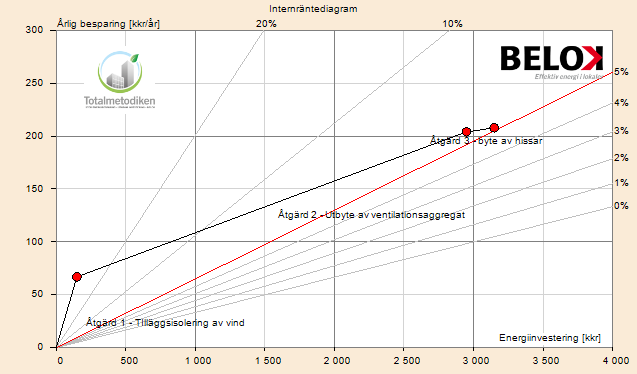 Internräntediagram
Årlig besparing [kkr/år]
20%
10%
300
250
200
150
100
50
0
Totalmetodiken
BELOK
Effektiv energi i lokaler
5%
4%
3%
2%
1%
0%
Åtgärd 3 - byte av hissar
Åtgärd 2 - Utbyte av ventilationsaggregat
Åtgärd 1 - Tilläggsisolering av vind
Energiinvestering [kkr]
0
500
1 000
1 500
2 000
2 500
3 000
3 500
4 000